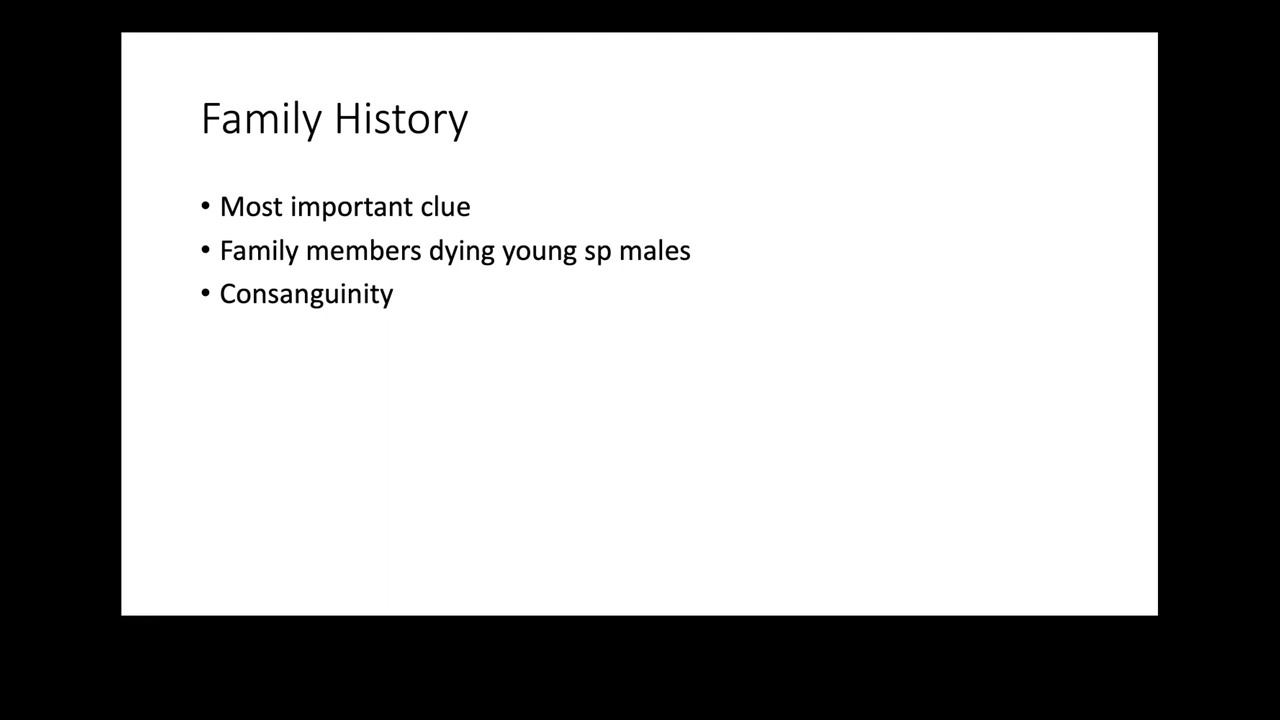 Family History
• Most important clue
• Family members dying young sp males
• Consanguinity